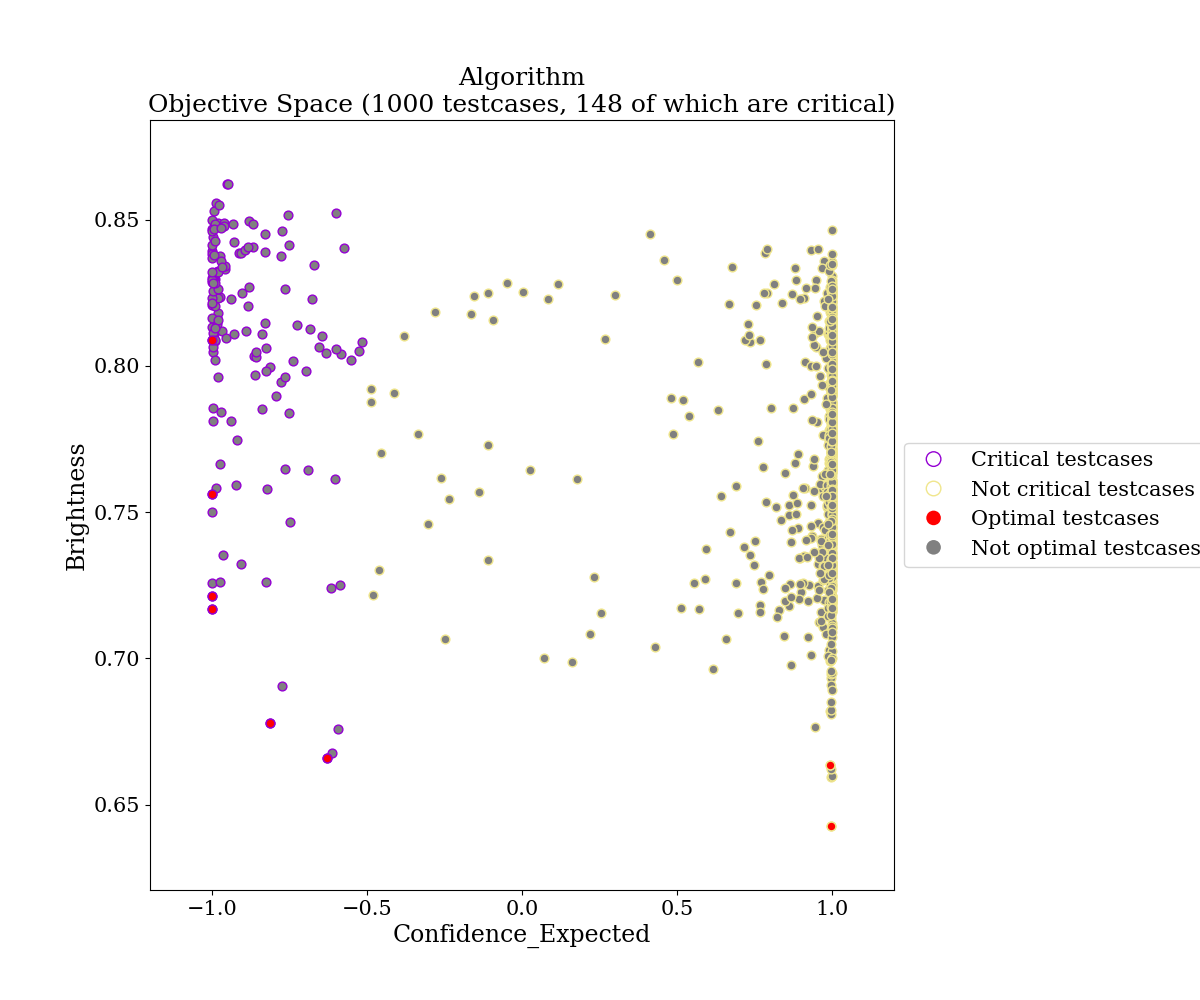 Algorithm
Objective Space (1000 testcases, 148 of which are critical)
0.85
0.80
0.75
0.70
0.65
Brightness
−1.0
−0.5
0.0
0.5
1.0
Confidence_Expected
Critical testcases
Not critical testcases
Optimal testcases
Not optimal testcases